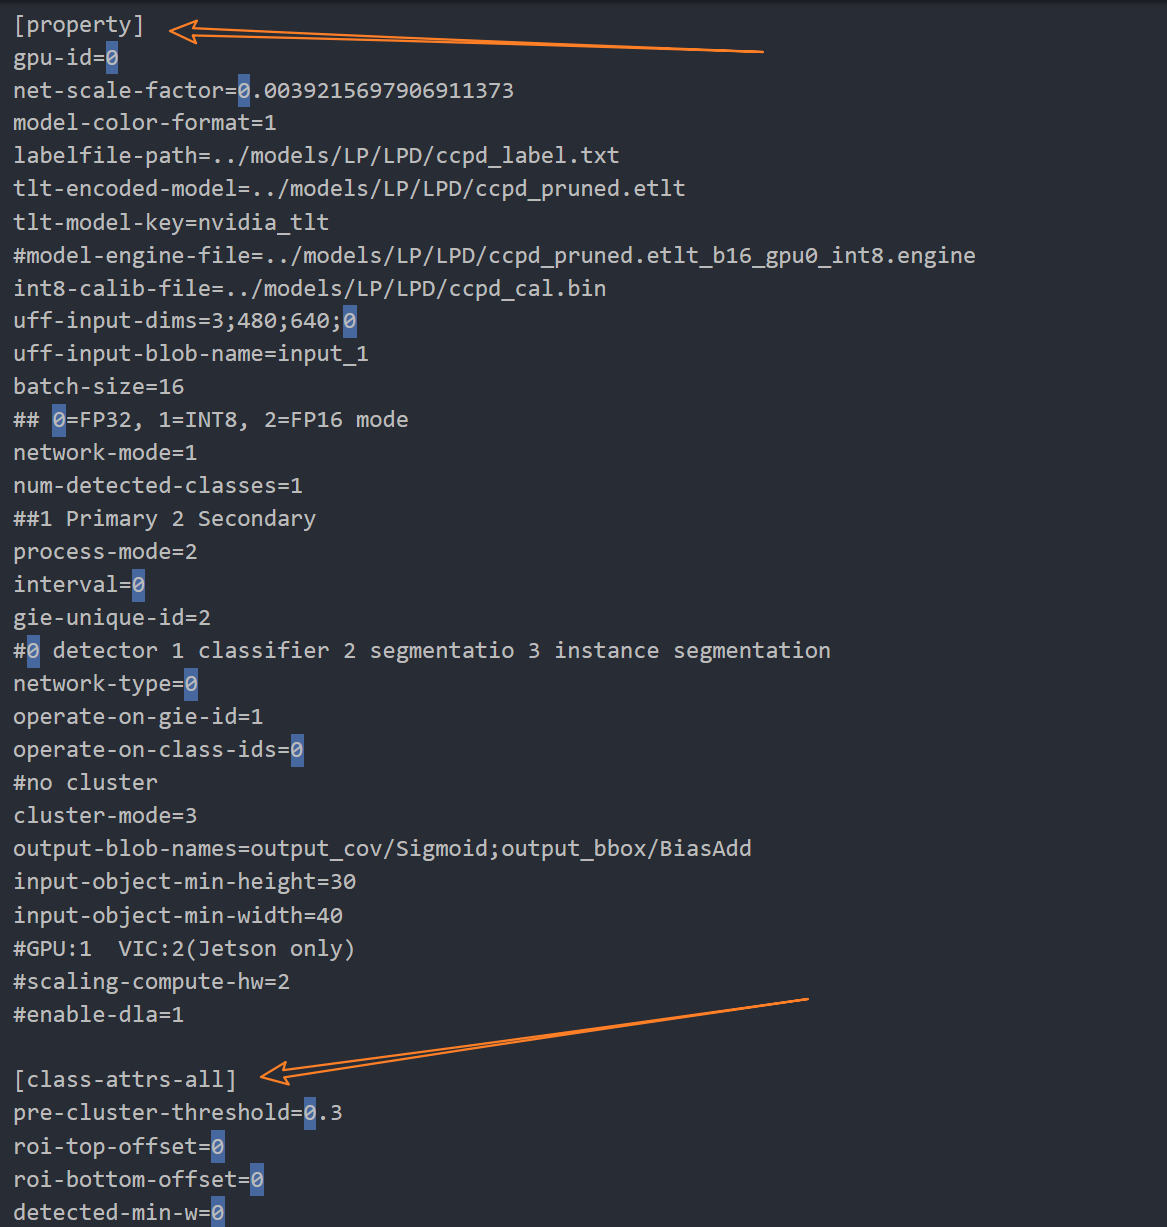 [property]
gpu-id=0
net-scale-factor=0.0039215697906911373
model-color-format=1
labelfile-path=../models/LP/LPD/ccpd_label.txt
tlt-encoded-model=../models/LP/LPD/ccpd_pruned.etlt
tlt-model-key=nvidia_tlt
#model-engine-file=../models/LP/LPD/ccpd_pruned.etlt_b16_gpu0_int8.engine
int8-calib-file=../models/LP/LPD/ccpd_cal.bin
uff-input-dims=3;480;640;0
uff-input-blob-name=input_1
batch-size=16
## 0=FP32, 1=INT8, 2=FP16 mode
network-mode=1
num-detected-classes=1
##1 Primary 2 Secondary
process-mode=2
interval=0
gie-unique-id=2
#0 detector 1 classifier 2 segmentatio 3 instance segmentation
network-type=0
operate-on-gie-id=1
operate-on-class-ids=0
#no cluster
cluster-mode=3
output-blob-names=output_cov/Sigmoid;output_bbox/BiasAdd
input-object-min-height=30
input-object-min-width=40
#GPU:1  VIC:2(Jetson only)
#scaling-compute-hw=2
#enable-dla=1

[class-attrs-all]
pre-cluster-threshold=0.3
roi-top-offset=0
roi-bottom-offset=0
detected-min-w=0